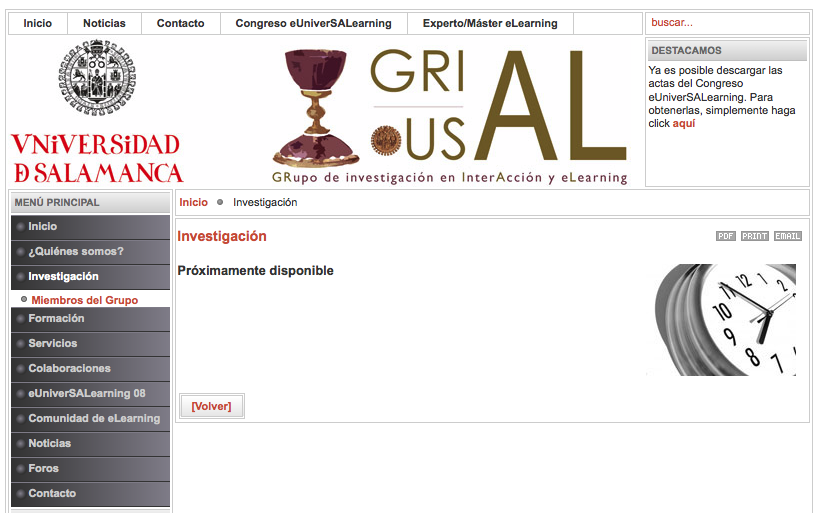 Inicio
Noticias
Contacto
Congreso eUniverSALearning
Experto/Máster eLearning
buscar...
VNiVERSiDAD
D SALAMANCA
GRI
USAL
GRupo de investigación en InterAcción y eLearning
DESTACAMOS
Ya es posible descargar las
actas del Congreso
eUniverSALearning. Para
obtenerlas, simplemente haga
click aquí
MENÚ PRINCIPAL
Inicio
¿Quiénes somos?
Investigación
Miembros del Grupo
Formación
Servicios
Colaboraciones
eUniverSALearning 08
Comunidad de eLearning
Noticias
Foros
Contacto
Inicio Investigación
Investigación
PDF PRINT EMAIL
Próximamente disponible
11 12 1 2
10
9
8
7
[Volver]